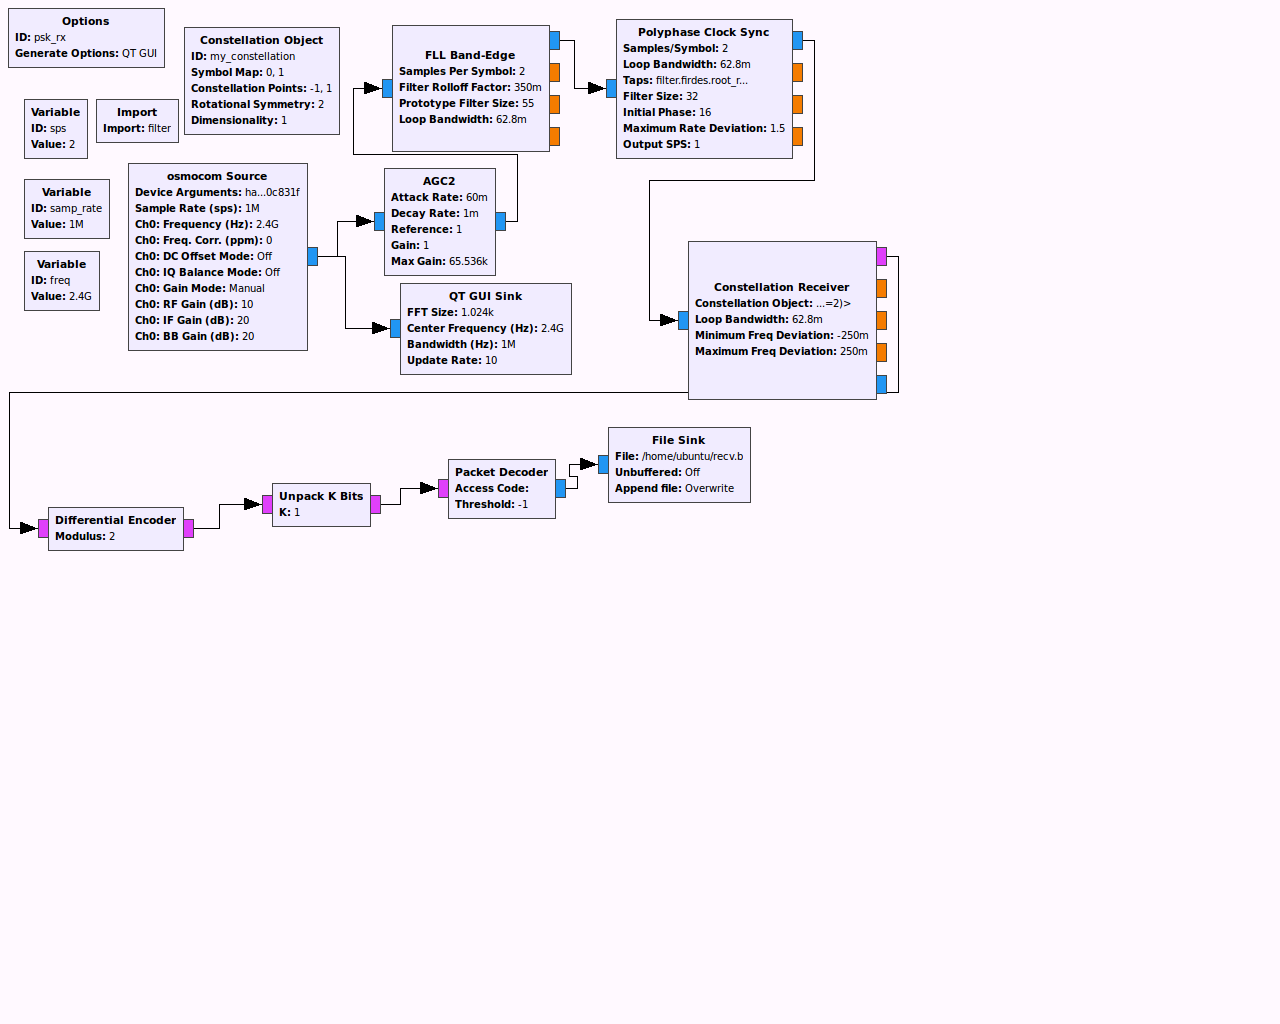 Options
ID: psk_rx
Generate Options: QT GUI
Constellation Object
ID: my_constellation
Symbol Map: 0, 1
Constellation Points: -1, 1
Rotational Symmetry: 2
Dimensionality: 1
FLL Band-Edge
Samples Per Symbol: 2
Filter Rolloff Factor: 350m
Prototype Filter Size: 55
Loop Bandwidth: 62.8m
Polyphase Clock Sync
Samples/Symbol: 2
Loop Bandwidth: 62.8m
Taps: filter.firdes.root_r...
Filter Size: 32
Initial Phase: 16
Maximum Rate Deviation: 1.5
Output SPS: 1
Variable
ID: sps
Value: 2
Import
Import: filter
Variable
ID: samp_rate
Value: 1M
Variable
ID: freq
Value: 2.4G
osmocom Source
Device Arguments: ha...0c831f
Sample Rate (sps): 1M
Ch0: Frequency (Hz): 2.4G
Ch0: Freq. Corr. (ppm): 0
Ch0: DC Offset Mode: Off
Ch0: IQ Balance Mode: Off
Ch0: Gain Mode: Manual
Ch0: RF Gain (dB): 10
Ch0: IF Gain (dB): 20
Ch0: BB Gain (dB): 20
AGC2
Attack Rate: 60m
Decay Rate: 1m
Reference: 1
Gain: 1
Max Gain: 65.536k
QT GUI Sink
FFT Size: 1.024k
Center Frequency (Hz): 2.4G
Bandwidth (Hz): 1M
Update Rate: 10
Constellation Receiver
Constellation Object: ...=2)>
Loop Bandwidth: 62.8m
Minimum Freq Deviation: -250m
Maximum Freq Deviation: 250m
Differential Encoder
Modulus: 2
Unpack K Bits
K: 1
Packet Decoder
Access Code:
Threshold: -1
File Sink
File: /home/ubuntu/recv.b
Unbuffered: Off
Append file: Overwrite